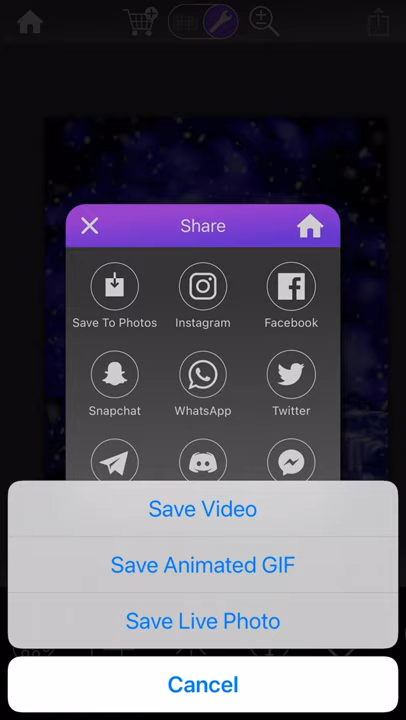 Share
Save To Photos
Instagram
Facebook
Snapchat
WhatsApp
Twitter
Save Video
Save Animated GIF
Save Live Photo
Cancel